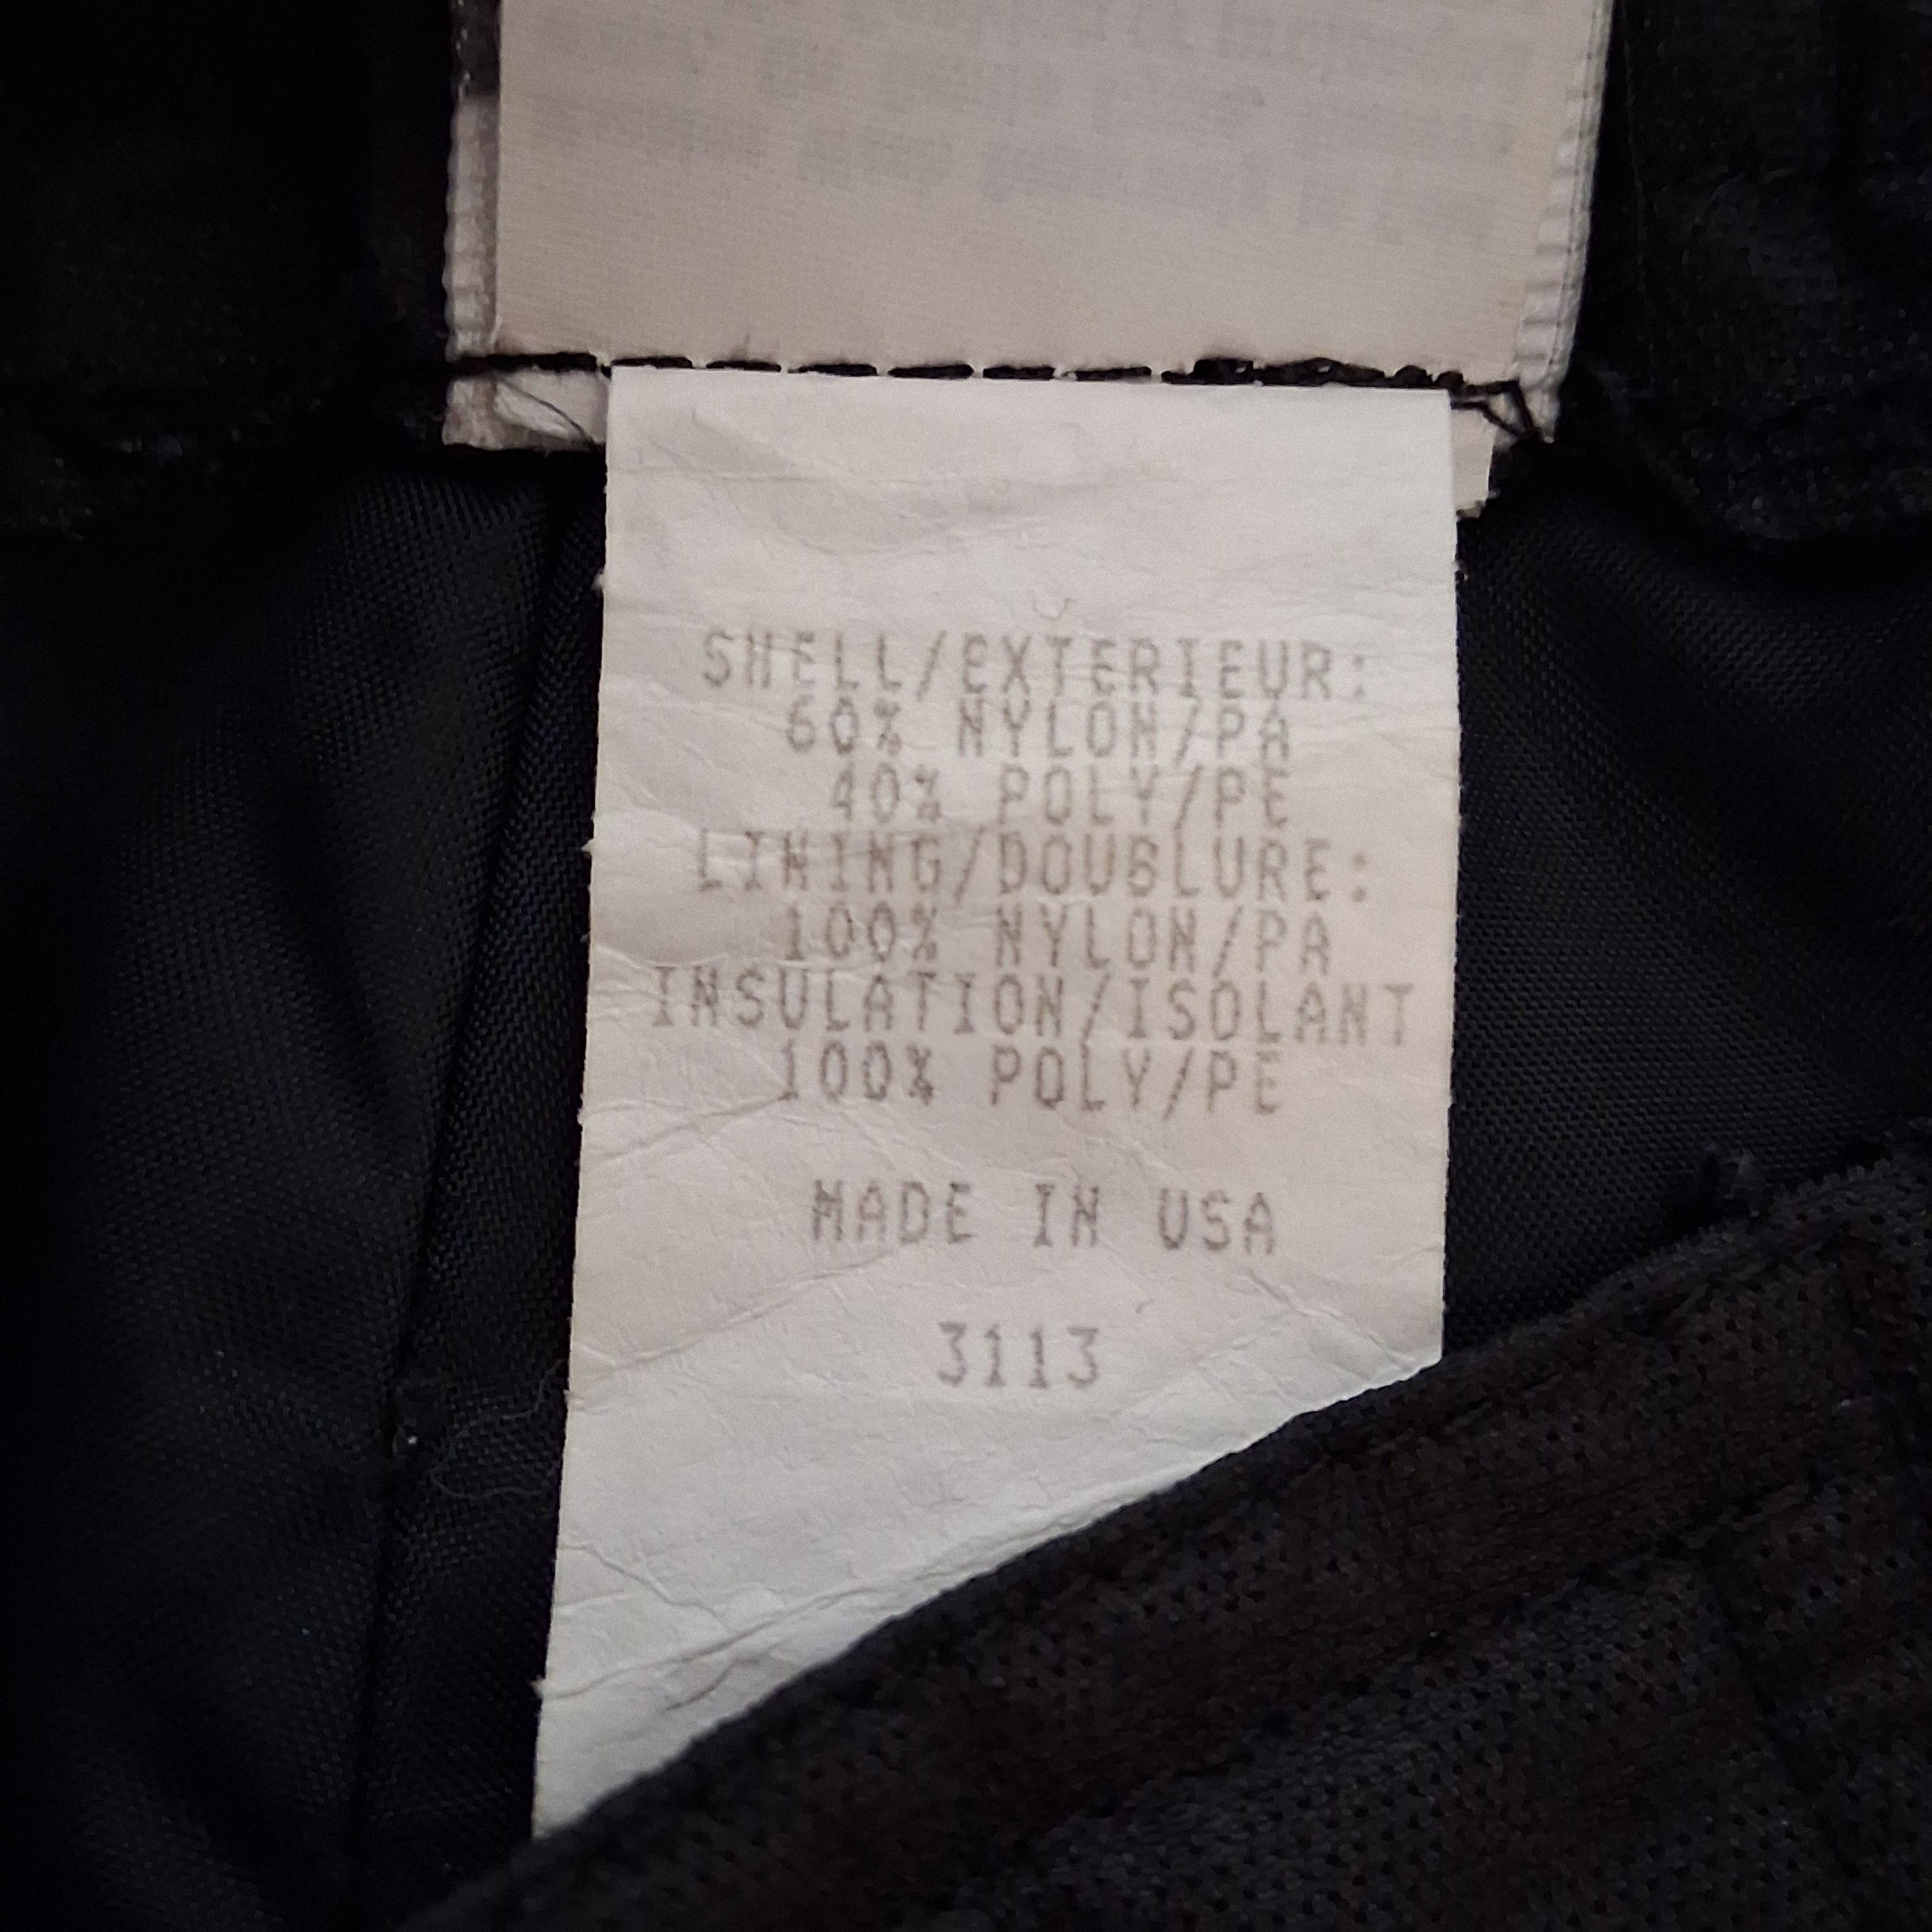 SHELL/EXTERIEUR:
60% NYLON/PA
40% POLY/PE
LINING/DOUBLURE:
100% NYLON/PA
INSULATION/ISOLANT
100% POLY/PE
MADE IN USA
3113